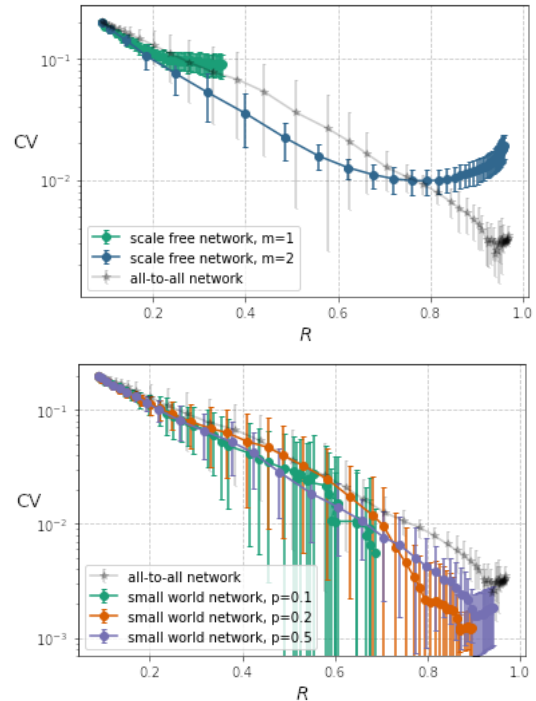 CV
10⁻¹
10⁻²
scale free network, m=1
scale free network, m=2
all-to-all network
0.2 0.4 0.6 0.8 1.0
R
CV
10⁻¹
10⁻²
10⁻³
all-to-all network
small world network, p=0.1
small world network, p=0.2
small world network, p=0.5
0.2 0.4 0.6 0.8 1.0
R